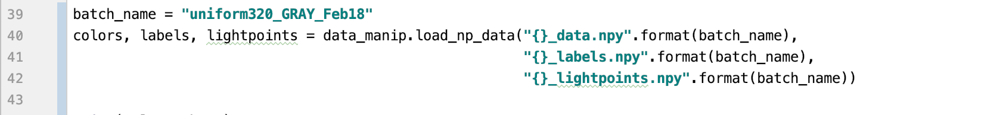 39 batch_name = "uniform320_GRAY_Feb18"
40 colors, labels, lightpoints = data_manip.load_np_data("{}_data.npy".format(batch_name),
41 "{}_labels.npy".format(batch_name),
42 "{}_lightpoints.npy".format(batch_name))
43